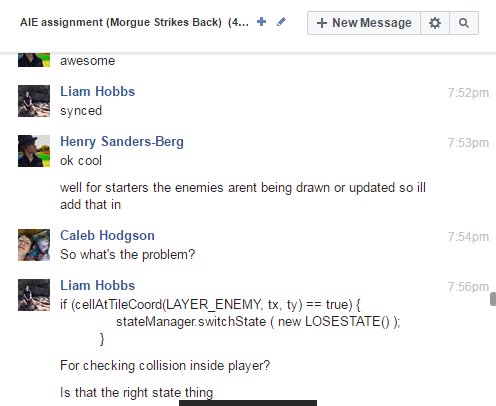 AIE assignment (Morgue Strikes Back) (4...
+ New Message
awesome
Liam Hobbs
7:52pm
synced
Henry Sanders-Berg
7:53pm
ok cool
well for starters the enemies arent being drawn or updated so ill
add that in
Caleb Hodgson
7:54pm
So what's the problem?
Liam Hobbs
7:56pm
if (cellAtTileCoord(LAYER_ENEMY, tx, ty) == true) {
stateManager.switchState ( new LOSESTATE() );
}
For checking collision inside player?
Is that the right state thing